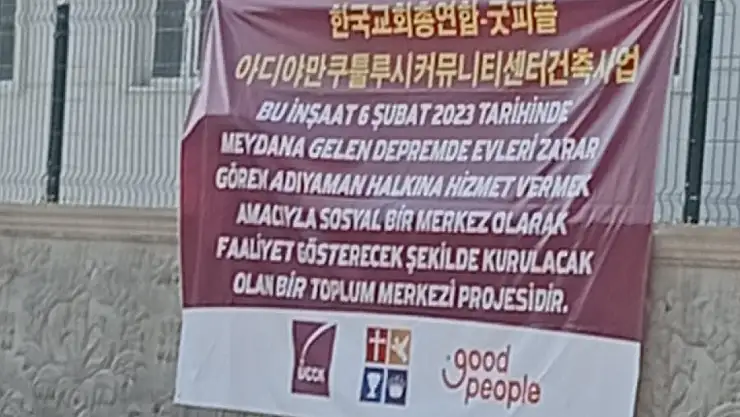 한국교회총연합-굿피플
아디야만쿠툴루시커뮤니티센터건축사업
BU İNŞAAT 6 ŞUBAT 2023 TARİHİNDE
MEYDANA GELEN DEPREMDE EVLERİ ZARAR
GÖREN ADIYAMAN HALKINA HİZMET VERMEK
AMACIYLA SOSYAL BİR MERKEZ OLARAK
FAALİYET GÖSTERECEK ŞEKİLDE KURULACAK
OLAN BİR TOPLUM MERKEZİ PROJESİDİR.
UCCK
good
people